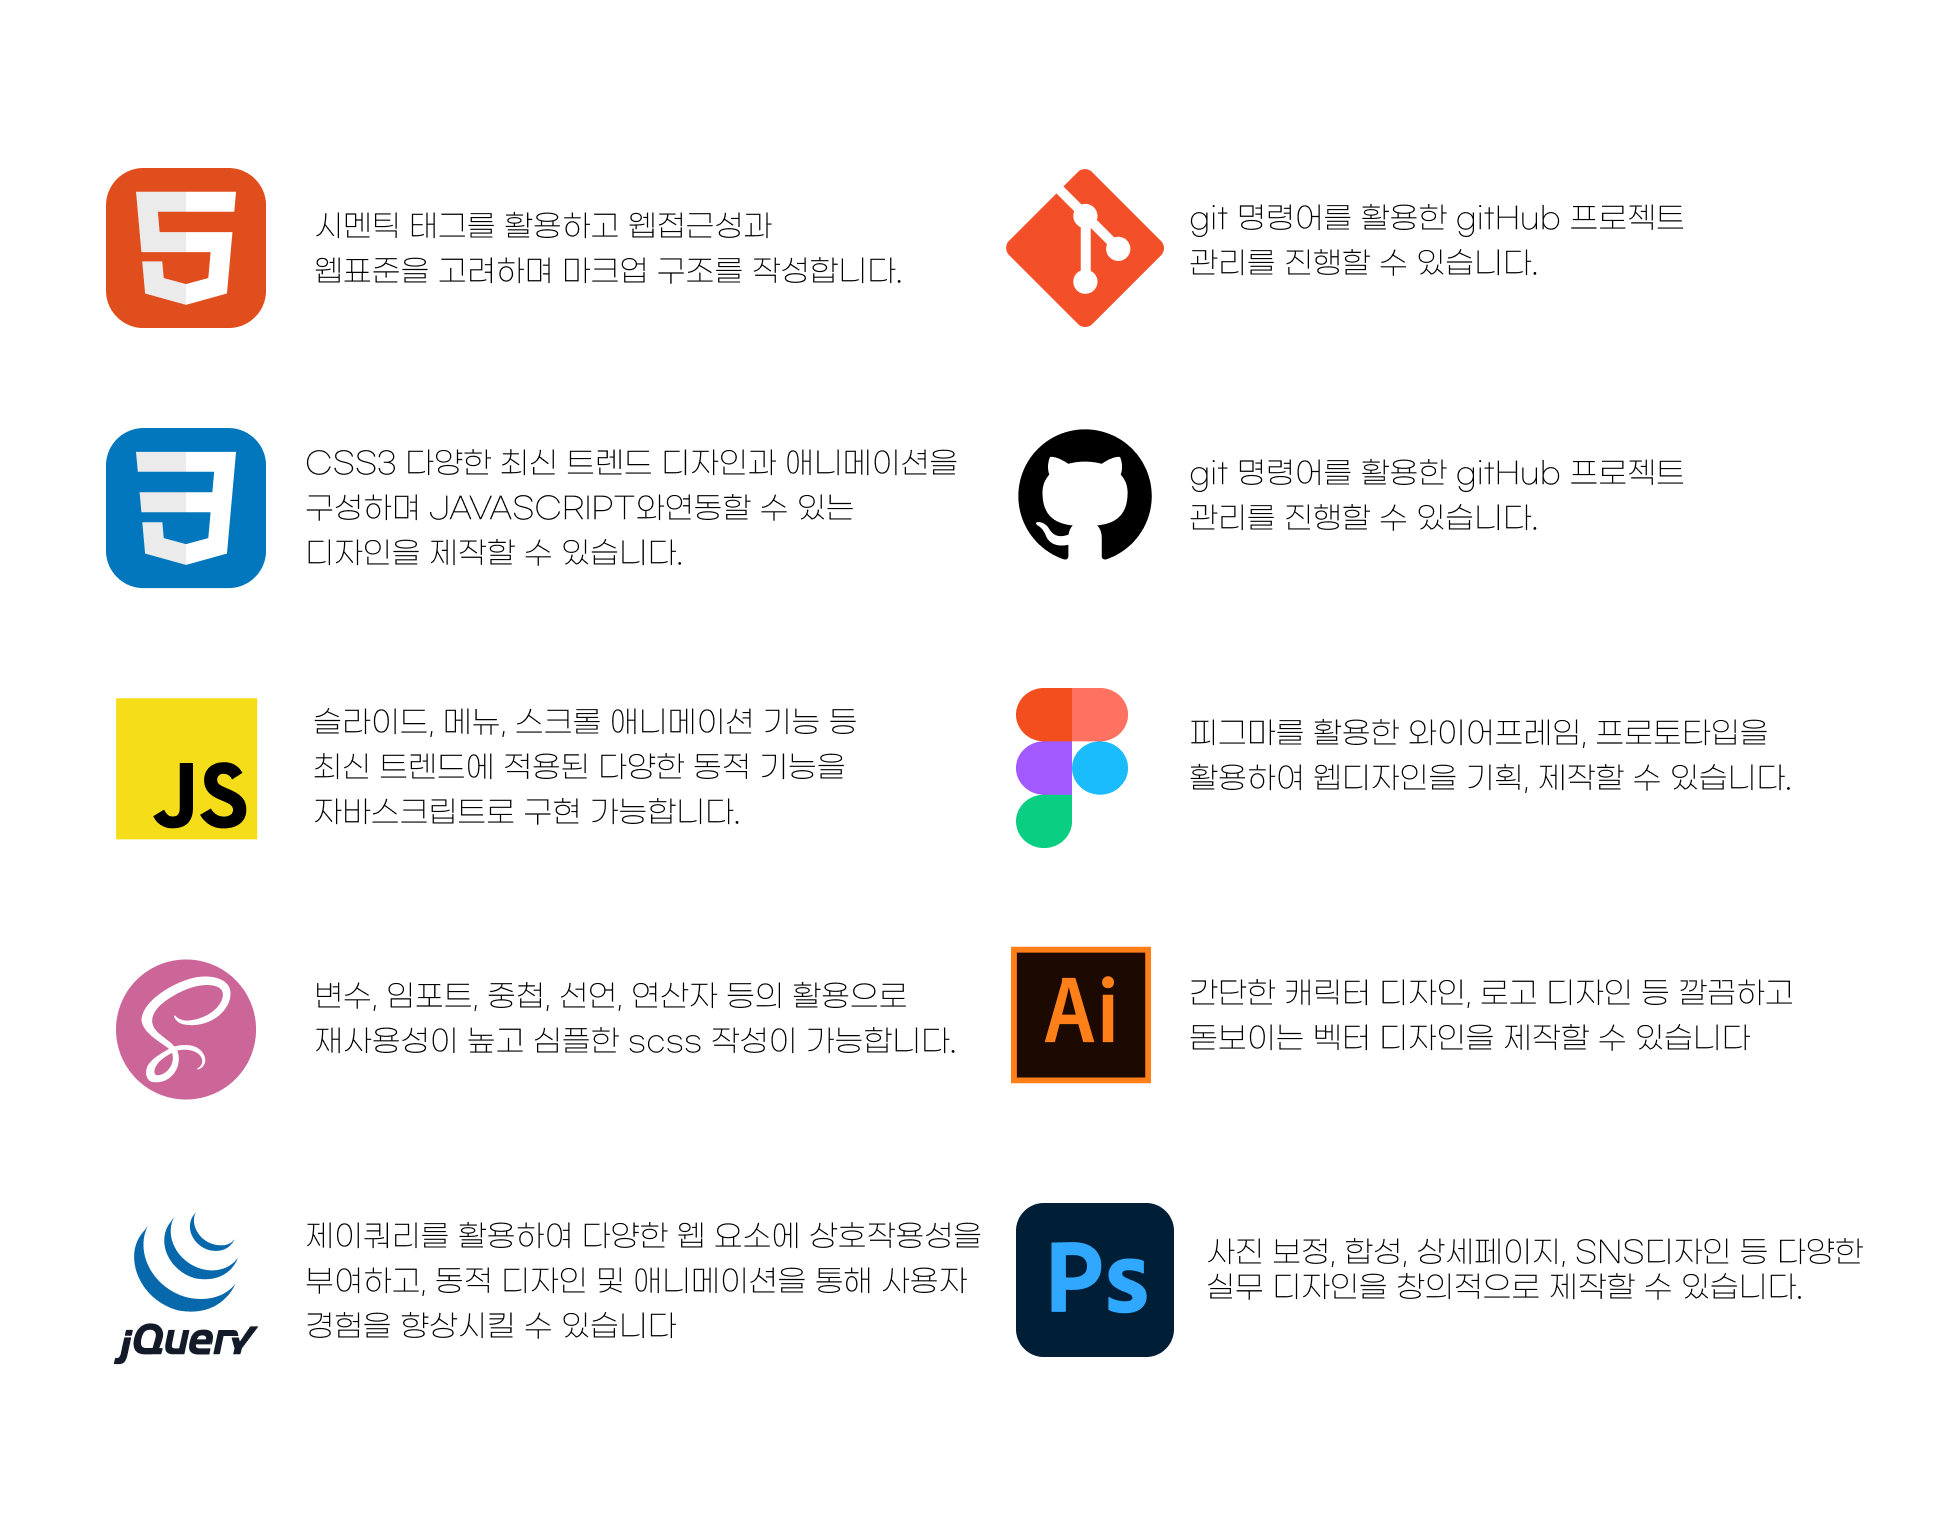 시멘틱 태그를 활용하고 웹접근성과
웹표준을 고려하며 마크업 구조를 작성합니다.
CSS3 다양한 최신 트렌드 디자인과 애니메이션을
구성하며 JAVASCRIPT와연동할 수 있는
디자인을 제작할 수 있습니다.
JS
슬라이드, 메뉴, 스크롤 애니메이션 기능 등
최신 트렌드에 적용된 다양한 동적 기능을
자바스크립트로 구현 가능합니다.
변수, 임포트, 중첩, 선언, 연산자 등의 활용으로
재사용성이 높고 심플한 scss 작성이 가능합니다.
jQuery
제이쿼리를 활용하여 다양한 웹 요소에 상호작용성을
부여하고, 동적 디자인 및 애니메이션을 통해 사용자
경험을 향상시킬 수 있습니다
git 명령어를 활용한 gitHub 프로젝트
관리를 진행할 수 있습니다.
git 명령어를 활용한 gitHub 프로젝트
관리를 진행할 수 있습니다.
피그마를 활용한 와이어프레임, 프로토타입을
활용하여 웹디자인을 기획, 제작할 수 있습니다.
Ai
간단한 캐릭터 디자인, 로고 디자인 등 깔끔하고
돋보이는 벡터 디자인을 제작할 수 있습니다
Ps
사진 보정, 합성, 상세페이지, SNS디자인 등 다양한
실무 디자인을 창의적으로 제작할 수 있습니다.